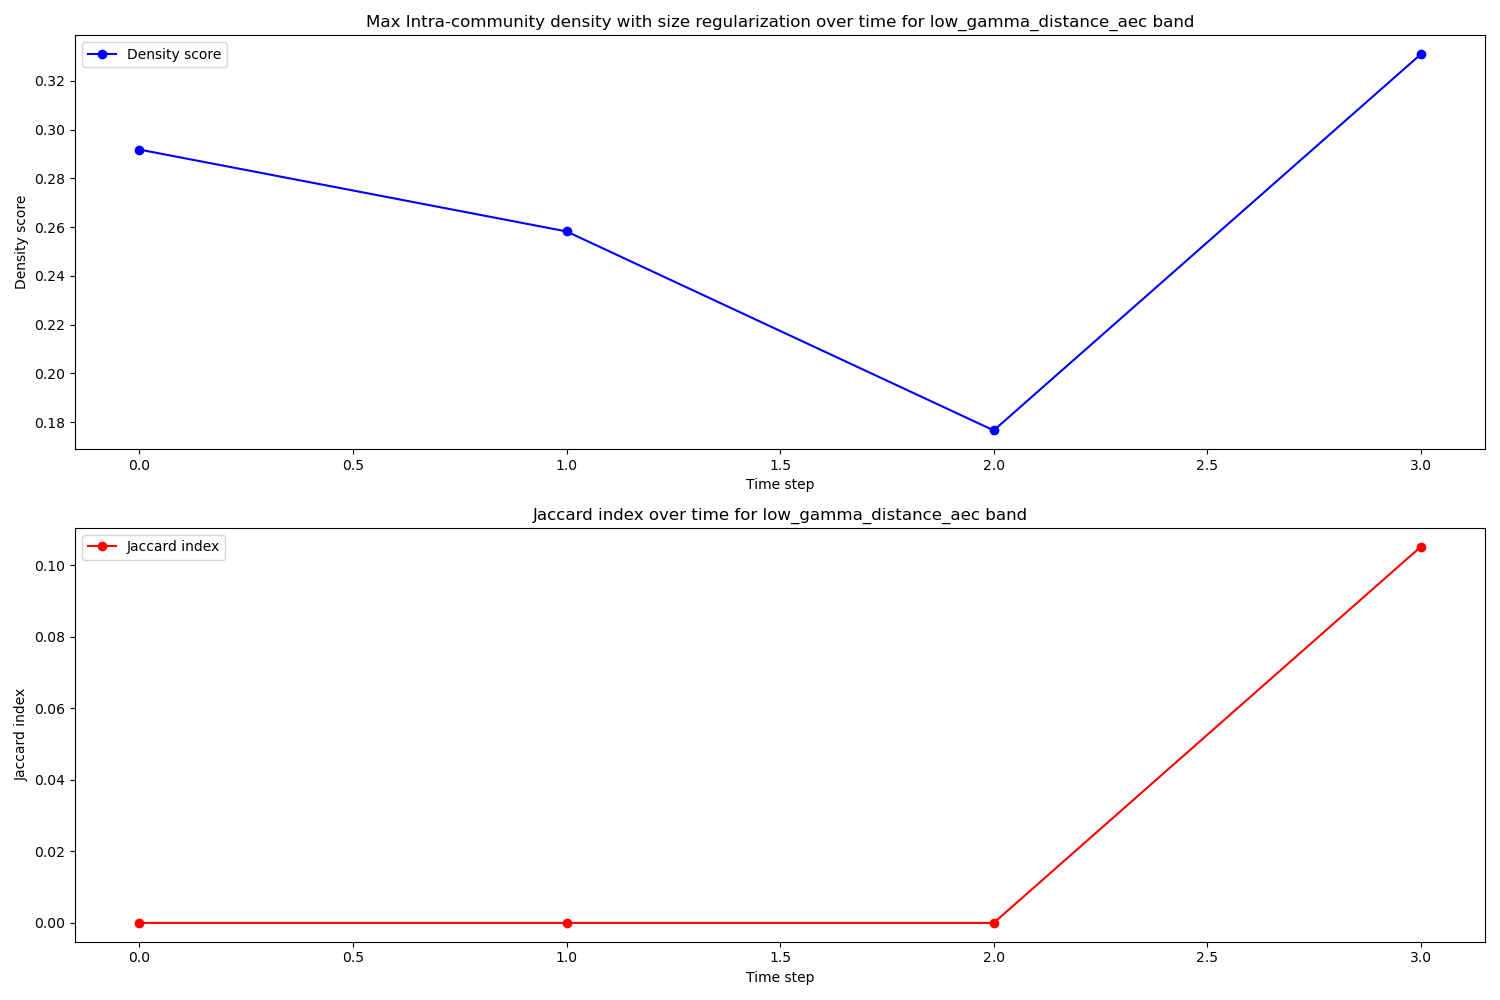 Max Intra-community density with size regularization over time for low_gamma_distance_aec band
Density score
Density score
0.32
0.30
0.28
0.26
0.24
0.22
0.20
0.18
0.0 0.5 1.0 1.5 2.0 2.5 3.0
Time step
Jaccard index over time for low_gamma_distance_aec band
Jaccard index
Jaccard index
0.10
0.08
0.06
0.04
0.02
0.00
0.0 0.5 1.0 1.5 2.0 2.5 3.0
Time step